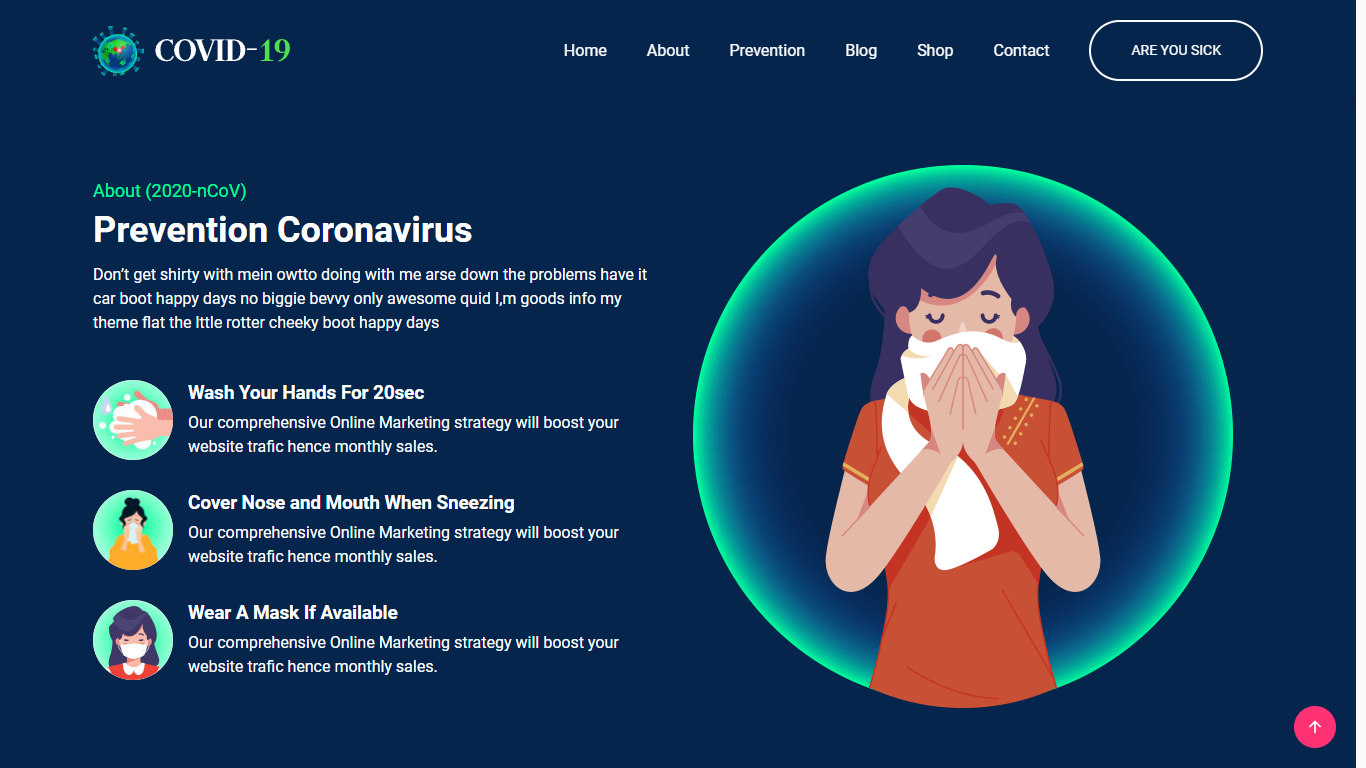 COVID-19
Home
About
Prevention
Blog
Shop
Contact
ARE YOU SICK
About (2020-nCoV)
Prevention Coronavirus
Don’t get shirty with mein owtto doing with me arse down the problems have it
car boot happy days no biggie bevvy only awesome quid I,m goods info my
theme flat the lttle rotter cheeky boot happy days
Wash Your Hands For 20sec
Our comprehensive Online Marketing strategy will boost your
website trafic hence monthly sales.
Cover Nose and Mouth When Sneezing
Our comprehensive Online Marketing strategy will boost your
website trafic hence monthly sales.
Wear A Mask If Available
Our comprehensive Online Marketing strategy will boost your
website trafic hence monthly sales.